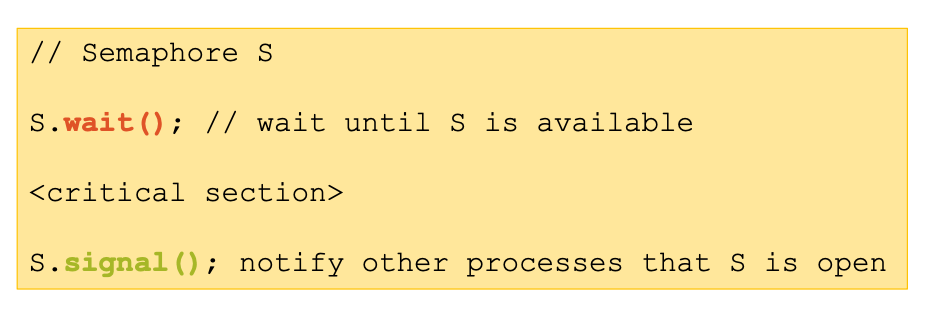 // Semaphore S
S.wait(); // wait until S is available
<critical section>
S.signal(); notify other processes that S is open